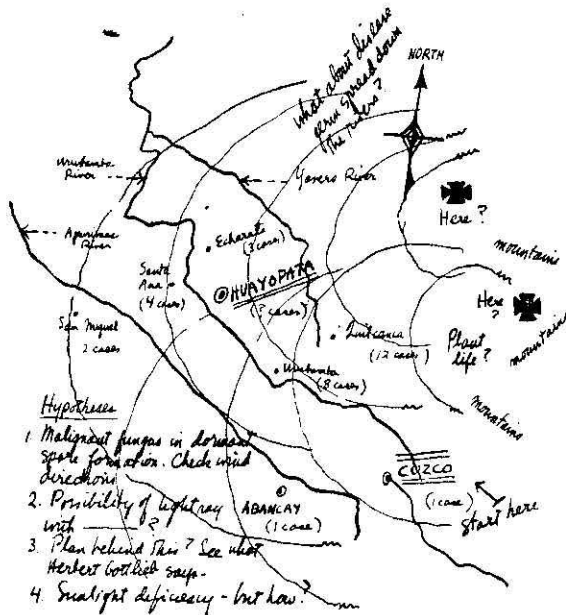 what about disease
germ spread down
the rivers?
NORTH
Urubamba
River
Yavero River
Apurimac
River
Here?
Echarate
(3 cases)
mountains
Santa
Ana
(4 cases)
HUAYOPATA
(? cases)
Here
?
San Miguel
2 cases
(12 cases)
Plant
life?
mountains
Urubamba
(8 cases)
mountains
Hypotheses
1. Malignant fungas in dormant
spore formation. Check wind
directions
2. Possibility of light ray
with ______?
3. Plan behind this? See what
Herbert Gottlieb says-
4. Sunlight deficiency - but how?
CUZCO
(1 case)
Start here
ABANCAY
(1 case)